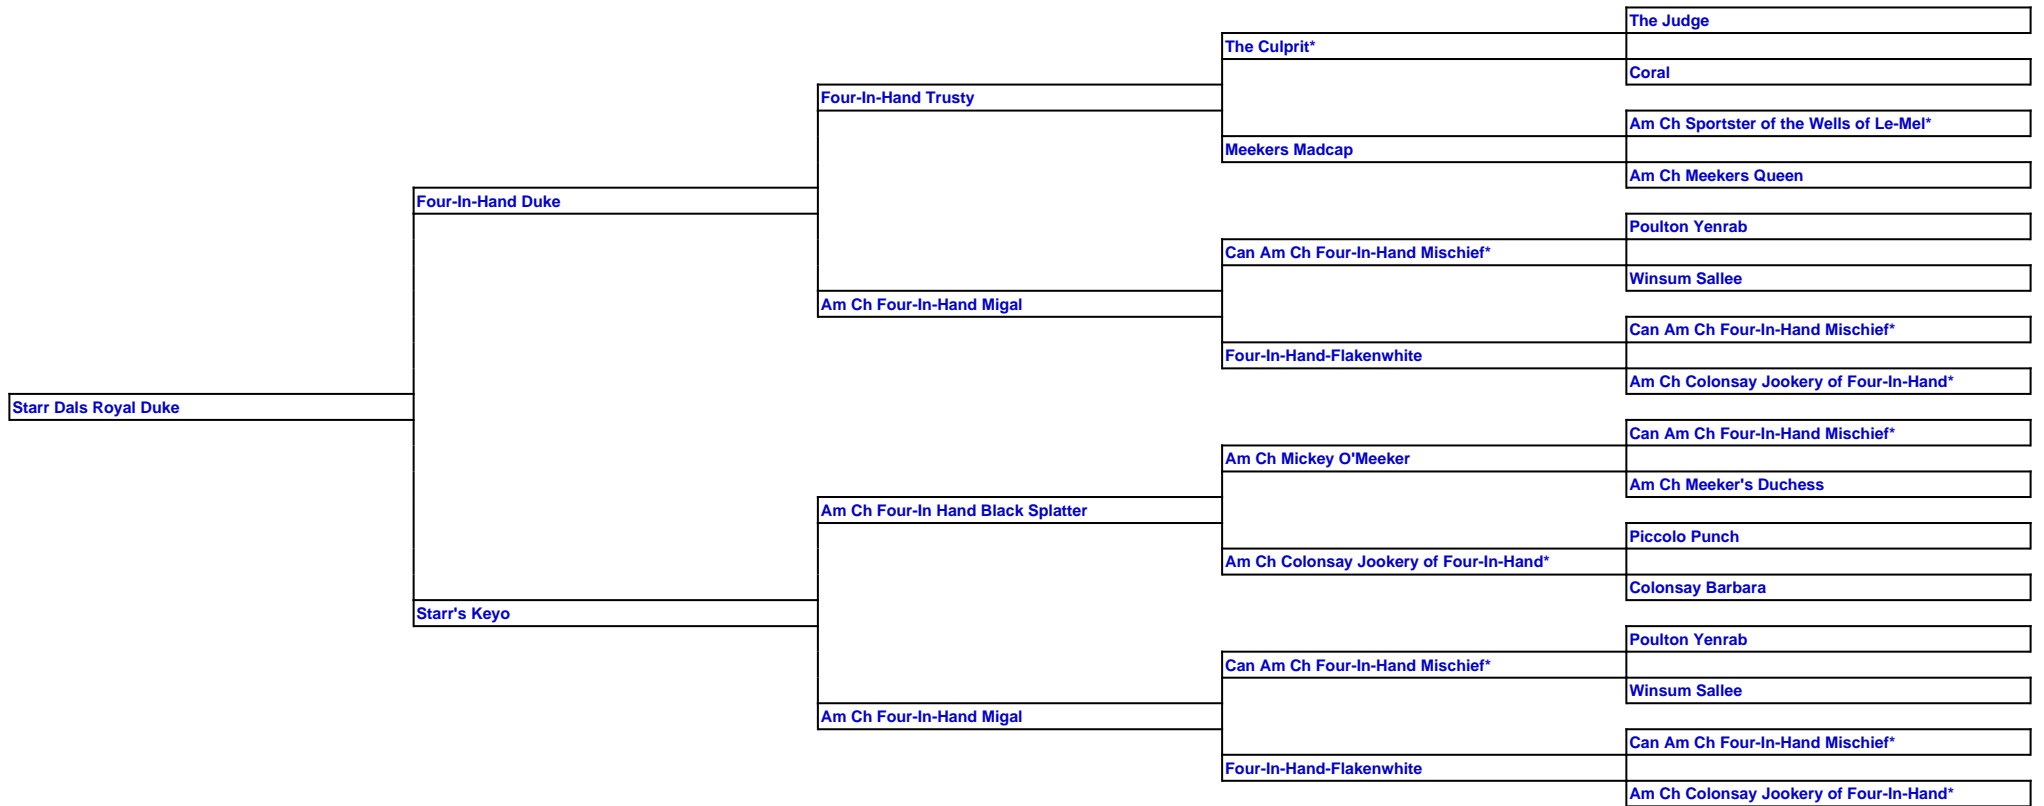 The Judge
The Culprit*
Coral
Four-In-Hand Trusty
Am Ch Sportster of the Wells of Le-Mel*
Meekers Madcap
Am Ch Meekers Queen
Four-In-Hand Duke
Poulton Yenrab
Can Am Ch Four-In-Hand Mischief*
Winsum Sallee
Am Ch Four-In-Hand Migal
Can Am Ch Four-In-Hand Mischief*
Four-In-Hand-Flakenwhite
Am Ch Colonsay Jookery of Four-In-Hand*
Starr Dals Royal Duke
Can Am Ch Four-In-Hand Mischief*
Am Ch Mickey O'Meeker
Am Ch Meeker's Duchess
Am Ch Four-In Hand Black Splatter
Piccolo Punch
Am Ch Colonsay Jookery of Four-In-Hand*
Colonsay Barbara
Starr's Keyo
Poulton Yenrab
Can Am Ch Four-In-Hand Mischief*
Winsum Sallee
Am Ch Four-In-Hand Migal
Can Am Ch Four-In-Hand Mischief*
Four-In-Hand-Flakenwhite
Am Ch Colonsay Jookery of Four-In-Hand*